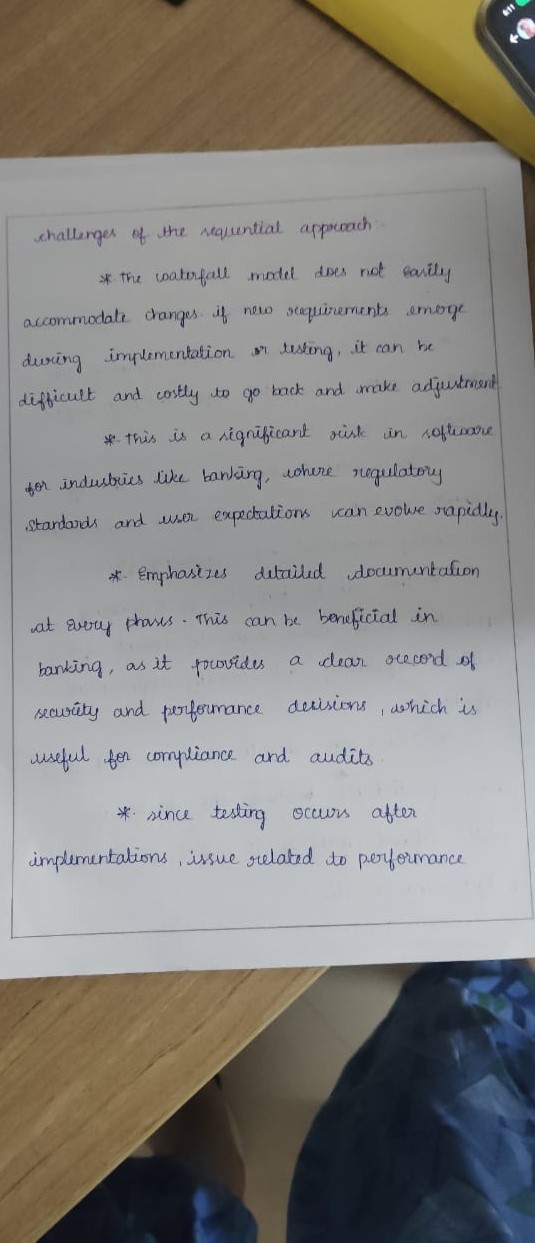 challenges of the sequential approach:
* The waterfall model does not easily
accommodate changes. if new requirements emerge
during implementation or testing, it can be
difficult and costly to go back and make adjustment
* This is a significant risk in software
for industries like banking, where regulatory
standards and user expectations can evolve rapidly.
* Emphasizes detailed documentation
at every phases. This can be beneficial in
banking, as it provides a clear record of
security and performance decisions, which is
useful for compliance and audits.
* since testing occurs after
implementations, issue related to performance